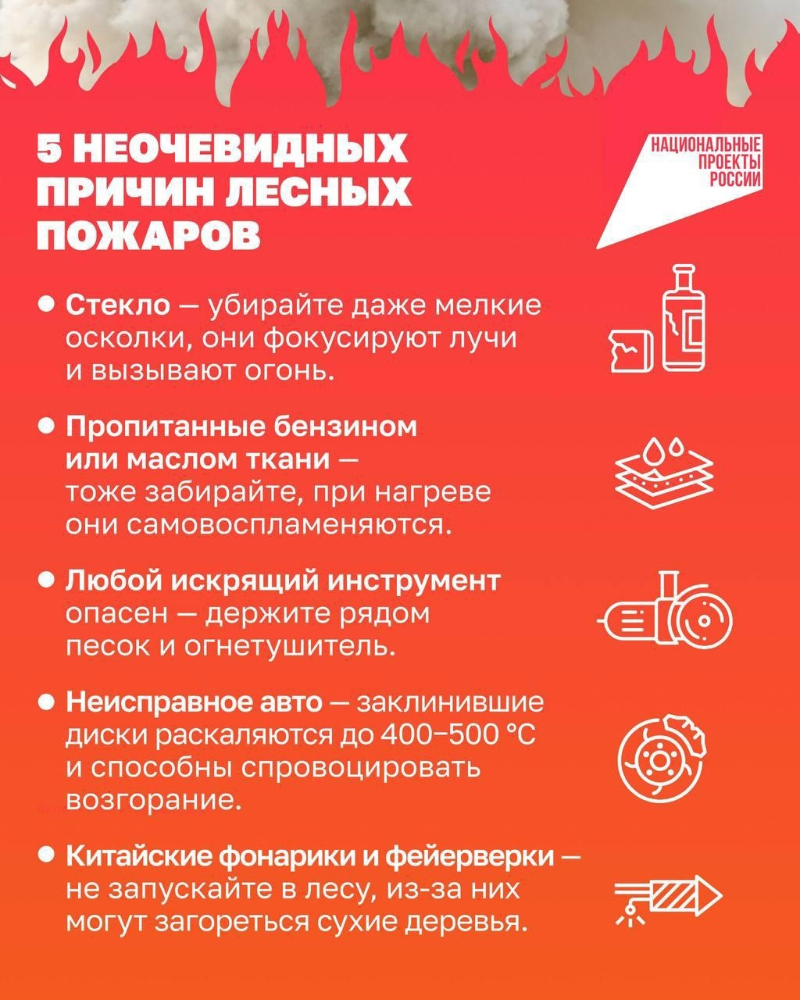 5 НЕОЧЕВИДНЫХ
ПРИЧИН ЛЕСНЫХ
ПОЖАРОВ
НАЦИОНАЛЬНЫЕ
ПРОЕКТЫ
РОССИИ
● Стекло — убирайте даже мелкие
осколки, они фокусируют лучи
и вызывают огонь.
● Пропитанные бензином
или маслом ткани —
тоже забирайте, при нагреве
они самовоспламеняются.
● Любой искрящий инструмент
опасен — держите рядом
песок и огнетушитель.
● Неисправное авто — заклинившие
диски раскаляются до 400–500 °C
и способны спровоцировать
возгорание.
● Китайские фонарики и фейерверки —
не запускайте в лесу, из-за них
могут загореться сухие деревья.